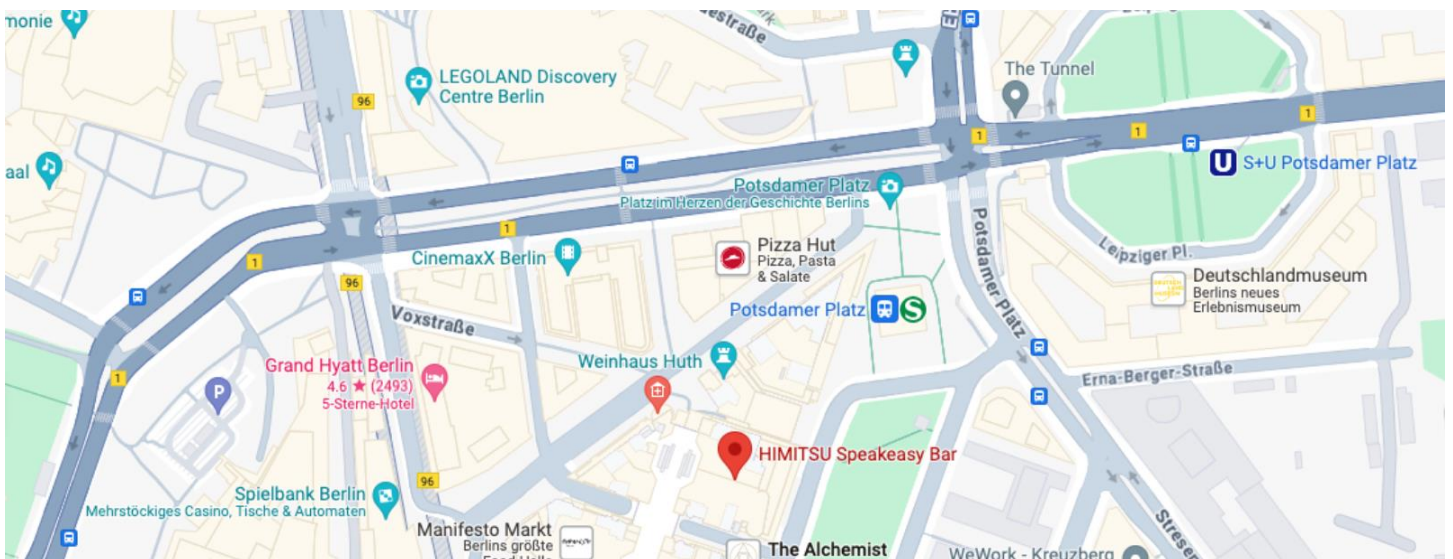 monie
LEGOLAND Discovery
Centre Berlin
96
The Tunnel
1
1
1
aal
U
S+U Potsdamer Platz
Potsdamer Platz
Platz im Herzen der Geschichte Berlins
1
Potsdamer Platz
Leipziger Pl.
CinemaxX Berlin
Pizza Hut
Pizza, Pasta
& Salate
1
96
Deutschlandmuseum
Berlins neues
Erlebnismuseum
Voxstraße
Potsdamer Platz
S
Weinhaus Huth
Grand Hyatt Berlin
4.6 ★ (2493)
5-Sterne-Hotel
1
P
Erna-Berger-Straße
HIMITSU Speakeasy Bar
96
Spielbank Berlin
Mehrstöckiges Casino, Tische & Automaten
Manifesto Markt
Berlins größte
The Alchemist
WeWork - Kreuzberg
Stresen